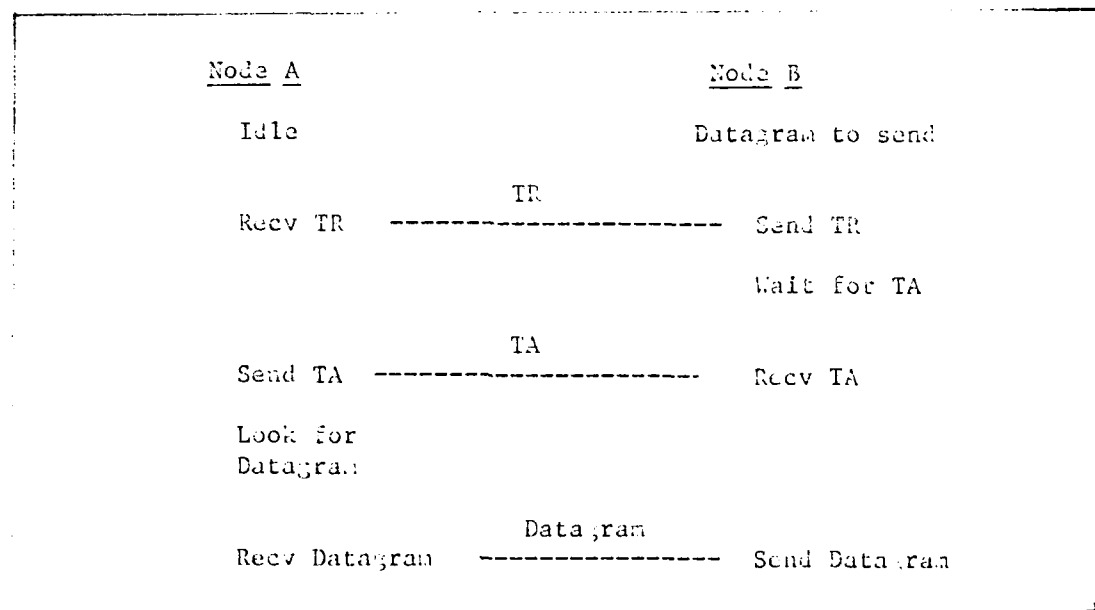 Node A Node B
Idle Datagram to send
TR
Recv TR -------------------- Send TR
Wait for TA
TA
Send TA -------------------- Recv TA
Look for
Datagram
Datagram
Recv Datagram --------------- Send Datagram